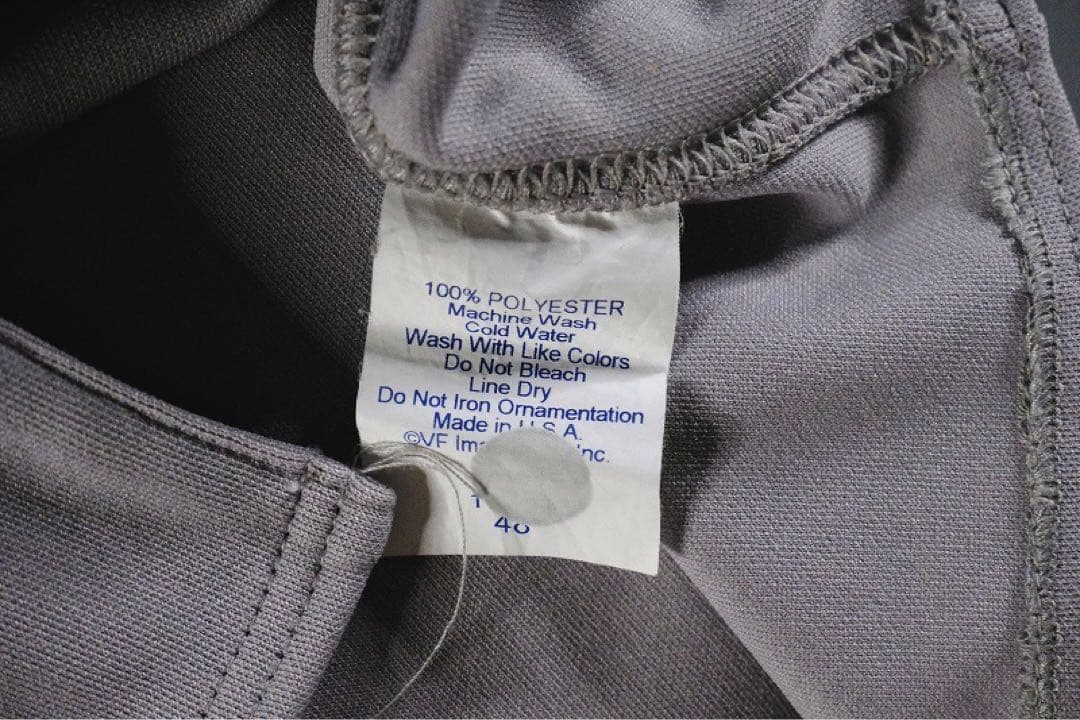 100% POLYESTER
Machine Wash
Cold Water
Wash With Like Colors
Do Not Bleach
Line Dry
Do Not Iron Ornamentation
Made in U.S.A.
©VF Inc.